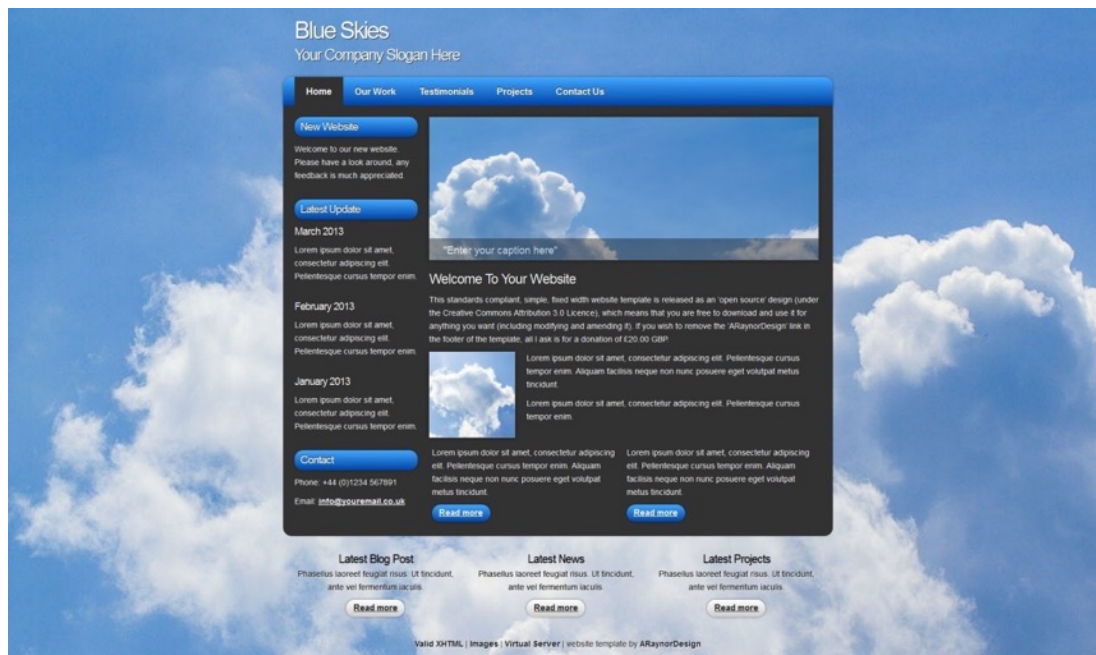 Blue Skies
Your Company Slogan Here
Home Our Work Testimonials Projects Contact Us
New Website
Welcome to our new website.
Please have a look around, any
feedback is much appreciated.
Latest Update
March 2013
Lorem ipsum dolor sit amet,
consectetur adipiscing elit.
Pellentesque cursus tempor enim.
February 2013
Lorem ipsum dolor sit amet,
consectetur adipiscing elit.
Pellentesque cursus tempor enim.
January 2013
Lorem ipsum dolor sit amet,
consectetur adipiscing elit.
Pellentesque cursus tempor enim.
Contact
Phone: +44 (0)1234 567891
Email: info@youremail.co.uk
"Enter your caption here"
Welcome To Your Website
This standards compliant, simple, fixed width website template is released as an 'open source' design (under
the Creative Commons Attribution 3.0 Licence), which means that you are free to download and use it for
anything you want (including modifying and amending it). If you wish to remove the 'ARaynorDesign' link in
the footer of the template, all I ask is for a donation of £20.00 GBP.
Lorem ipsum dolor sit amet, consectetur adipiscing elit. Pellentesque cursus
tempor enim. Aliquam facilisis neque non nunc posuere eget volutpat metus
tincidunt.
Lorem ipsum dolor sit amet, consectetur adipiscing elit. Pellentesque cursus
tempor enim.
Lorem ipsum dolor sit amet, consectetur adipiscing
elit. Pellentesque cursus tempor enim. Aliquam
facilisis neque non nunc posuere eget volutpat
metus tincidunt.
Read more
Lorem ipsum dolor sit amet, consectetur adipiscing
elit. Pellentesque cursus tempor enim. Aliquam
facilisis neque non nunc posuere eget volutpat
metus tincidunt.
Read more
Latest Blog Post
Phasellus laoreet feugiat risus. Ut tincidunt,
ante vel fermentum iaculis.
Read more
Latest News
Phasellus laoreet feugiat risus. Ut tincidunt,
ante vel fermentum iaculis.
Read more
Latest Projects
Phasellus laoreet feugiat risus. Ut tincidunt,
ante vel fermentum iaculis.
Read more
Valid XHTML | Images | Virtual Server | website template by ARaynorDesign